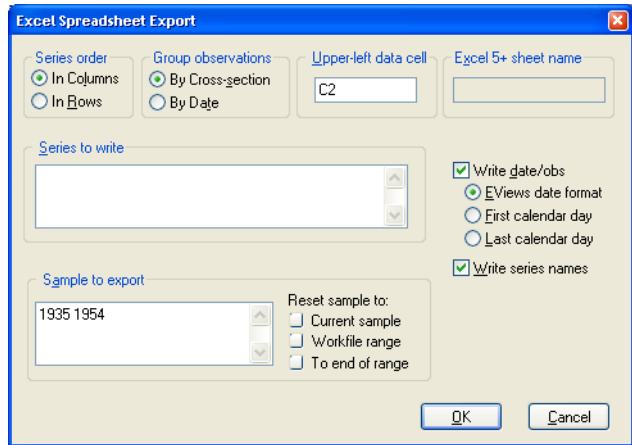 Excel Spreadsheet Export
Series order
In Columns
In Rows
Group observations
By Cross-section
By Date
Upper-left data cell
C2
Excel 5+ sheet name
Series to write
Write date/obs
EViews date format
First calendar day
Last calendar day
Write series names
Sample to export
1935 1954
Reset sample to:
Current sample
Workfile range
To end of range
OK
Cancel